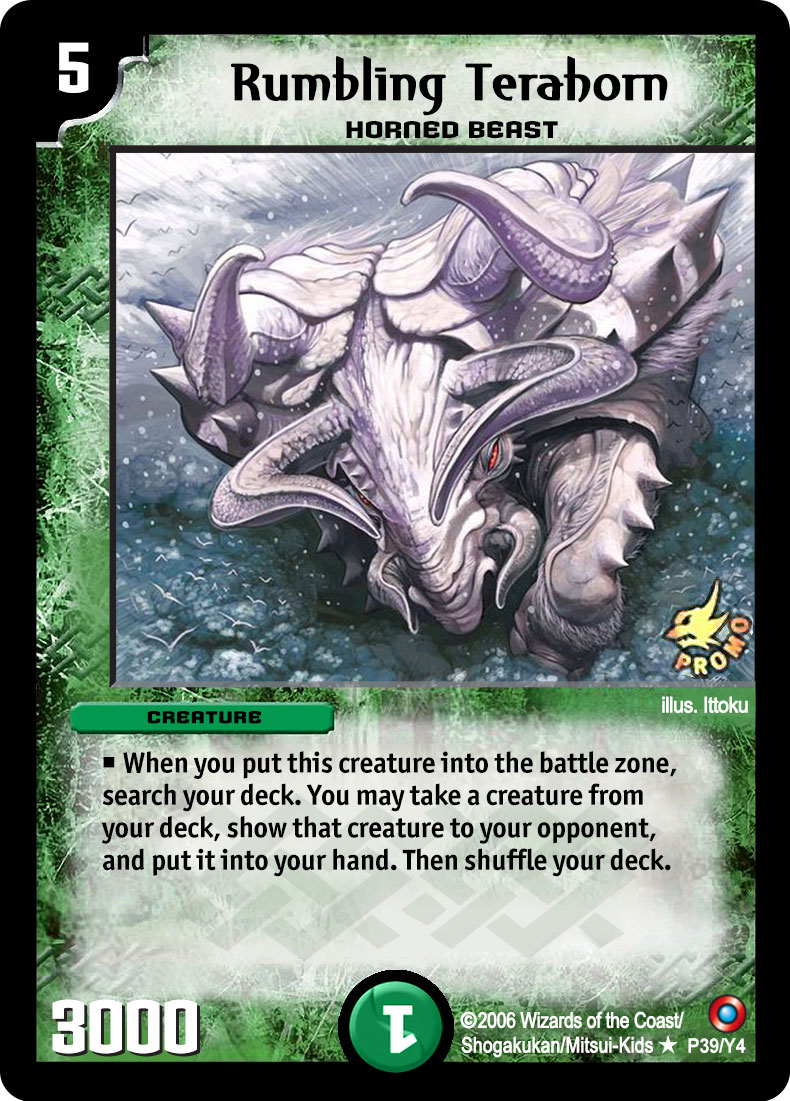 5
Rumbling Terahorn
HORNED BEAST
PROMO
illus. Ittoku
CREATURE
■ When you put this creature into the battle zone,
search your deck. You may take a creature from
your deck, show that creature to your opponent,
and put it into your hand. Then shuffle your deck.
3000
1
©2006 Wizards of the Coast/
Shogakukan/Mitsui-Kids ★ P39/Y4